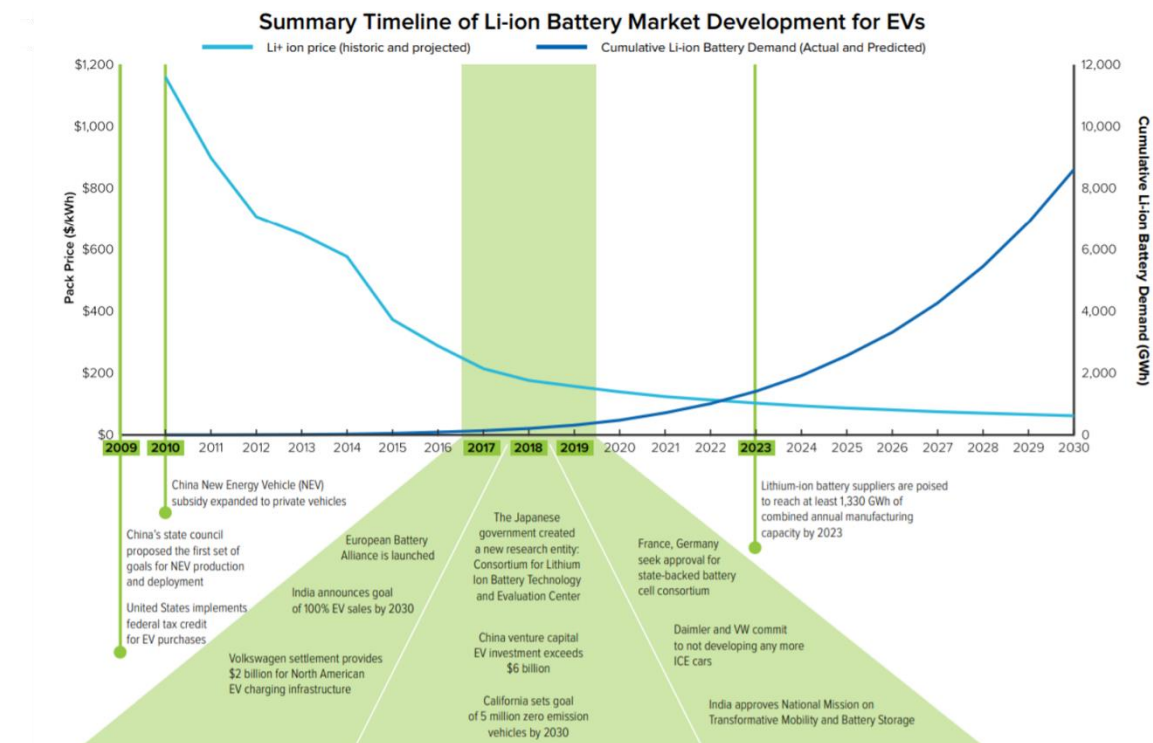 Summary Timeline of Li-ion Battery Market Development for EVs
Li+ ion price (historic and projected)
Cumulative Li-ion Battery Demand (Actual and Predicted)
$1,200
$1,000
$800
$600
$400
$200
$0
Pack Price ($/kWh)
12,000
10,000
8,000
6,000
4,000
2,000
0
Cumulative Li-ion Battery Demand (GWh)
2009 2010 2011 2012 2013 2014 2015 2016 2017 2018 2019 2020 2021 2022 2023 2024 2025 2026 2027 2028 2029 2030
China New Energy Vehicle (NEV)
subsidy expanded to private vehicles
China's state council
proposed the first set of
goals for NEV production
and deployment
United States implements
federal tax credit
for EV purchases
European Battery
Alliance is launched
India announces goal
of 100% EV sales by 2030
Volkswagen settlement provides
$2 billion for North American
EV charging infrastructure
The Japanese
government created
a new research entity:
Consortium for Lithium
Ion Battery Technology
and Evaluation Center
China venture capital
EV investment exceeds
$6 billion
California sets goal
of 5 million zero emission
vehicles by 2030
France, Germany
seek approval for
state-backed battery
cell consortium
Daimler and VW commit
to not developing any more
ICE cars
India approves National Mission on
Transformative Mobility and Battery Storage
Lithium-ion battery suppliers are poised
to reach at least 1,330 GWh of
combined annual manufacturing
capacity by 2023